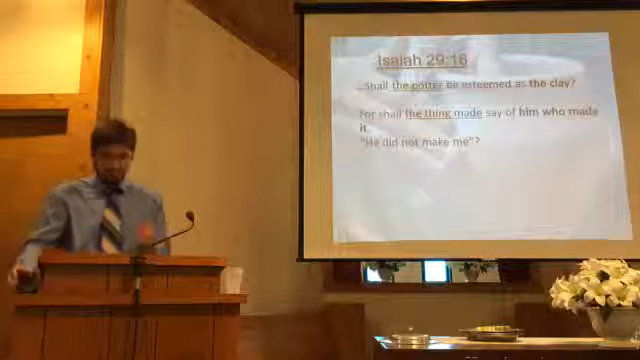 Isaiah 29:16
...Shall the potter be esteemed as the clay?
For shall the thing made say of him who made
it,
"He did not make me"?